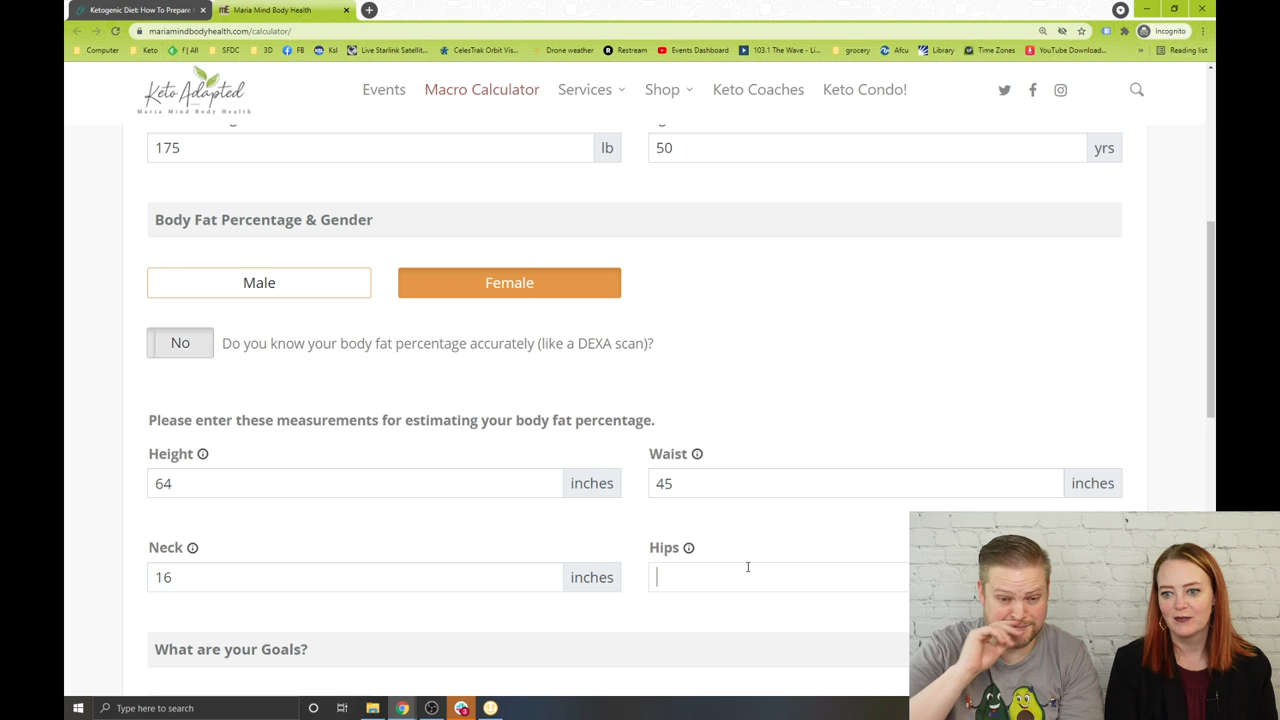 Ketogenic Diet: How To Prepare
Maria Mind Body Health
mariamindbodyhealth.com/calculator/
Incognito
Computer
Keto
f | All
SFDC
3D
FB
Ksl
Live Starlink Satellit...
CelesTrak Orbit Vis...
Drone weather
Restream
Events Dashboard
103.1 The Wave - Li...
grocery
Afcu
Library
Time Zones
YouTube Download...
Reading list
Keto Adapted
Maria Mind Body Health
Events
Macro Calculator
Services
Shop
Keto Coaches
Keto Condo!
175
lb
50
yrs
Body Fat Percentage & Gender
Male
Female
No
Do you know your body fat percentage accurately (like a DEXA scan)?
Please enter these measurements for estimating your body fat percentage.
Height
Waist
64
inches
45
inches
Neck
Hips
16
inches
What are your Goals?
Type here to search